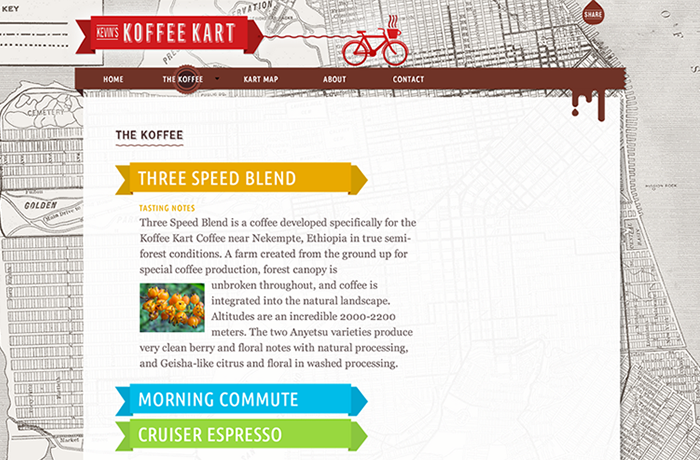 KEY
KEVIN'S KOFFEE KART
SHARE
HOME THE KOFFEE KART MAP ABOUT CONTACT
CEMETERY
GOLDEN
Main Drive
THE KOFFEE
THREE SPEED BLEND
TASTING NOTES
Three Speed Blend is a coffee developed specifically for the
Koffee Kart Coffee near Nekempte, Ethiopia in true semi-
forest conditions. A farm created from the ground up for
special coffee production, forest canopy is
unbroken throughout, and coffee is
integrated into the natural landscape.
Altitudes are an incredible 2000-2200
meters. The two Anyetsu varieties produce
very clean berry and floral notes with natural processing,
and Geisha-like citrus and floral in washed processing.
MORNING COMMUTE
CRUISER ESPRESSO
Market